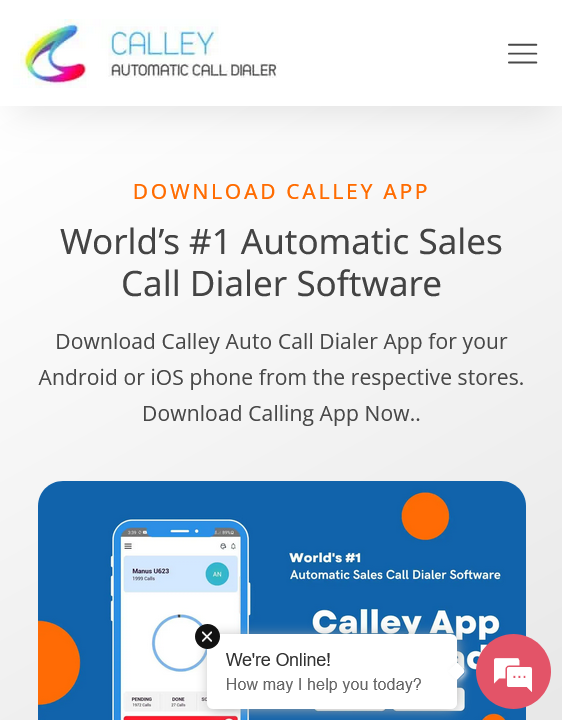 CALLEY
AUTOMATIC CALL DIALER
DOWNLOAD CALLEY APP
World’s #1 Automatic Sales
Call Dialer Software
Download Calley Auto Call Dialer App for your
Android or iOS phone from the respective stores.
Download Calling App Now..
Manus U623
1999 Calls
AN
World's #1
Automatic Sales Call Dialer Software
Calley App
PENDING
DONE
We're Online!
How may I help you today?